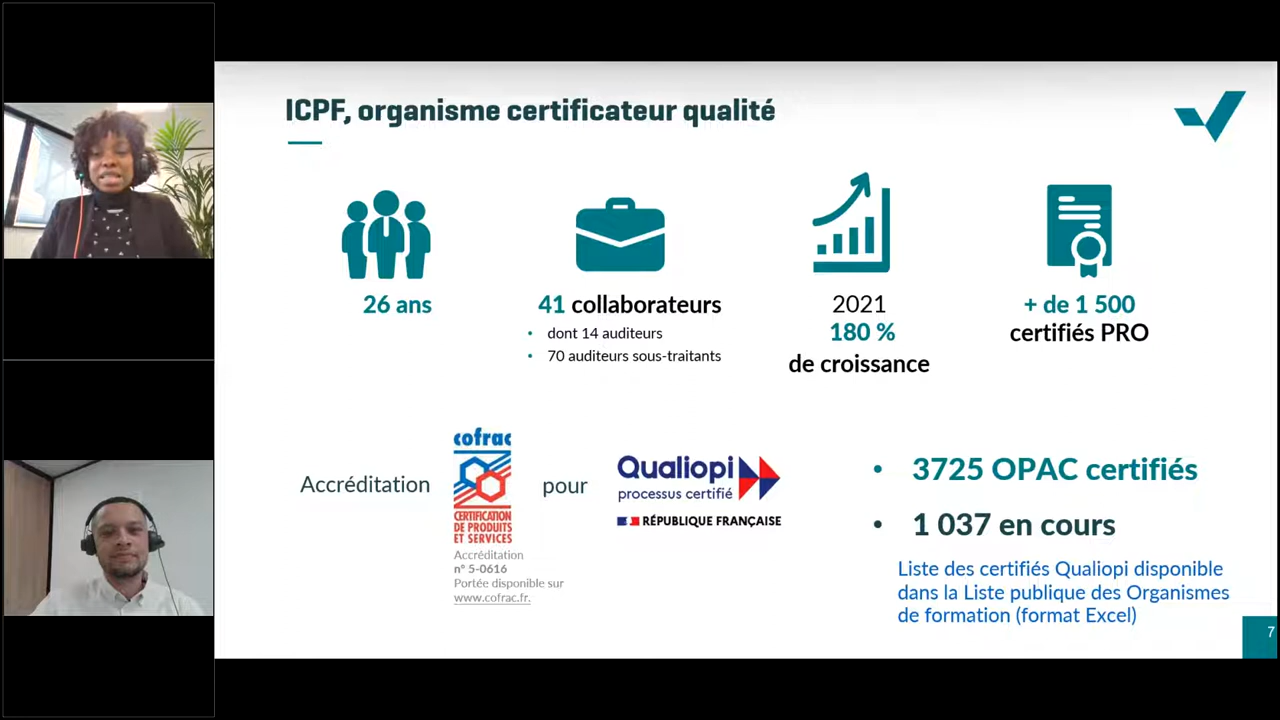 ICPF, organisme certificateur qualité
26 ans
41 collaborateurs
• dont 14 auditeurs
• 70 auditeurs sous-traitants
2021
180 %
de croissance
+ de 1 500
certifiés PRO
Accréditation
cofrac
CERTIFICATION
DE PRODUITS
ET SERVICES
Accréditation
n° 5-0616
Portée disponible sur
www.cofrac.fr.
pour
Qualiopi
processus certifié
RÉPUBLIQUE FRANÇAISE
• 3725 OPAC certifiés
• 1 037 en cours
Liste des certifiés Qualiopi disponible
dans la Liste publique des Organismes
de formation (format Excel)
7